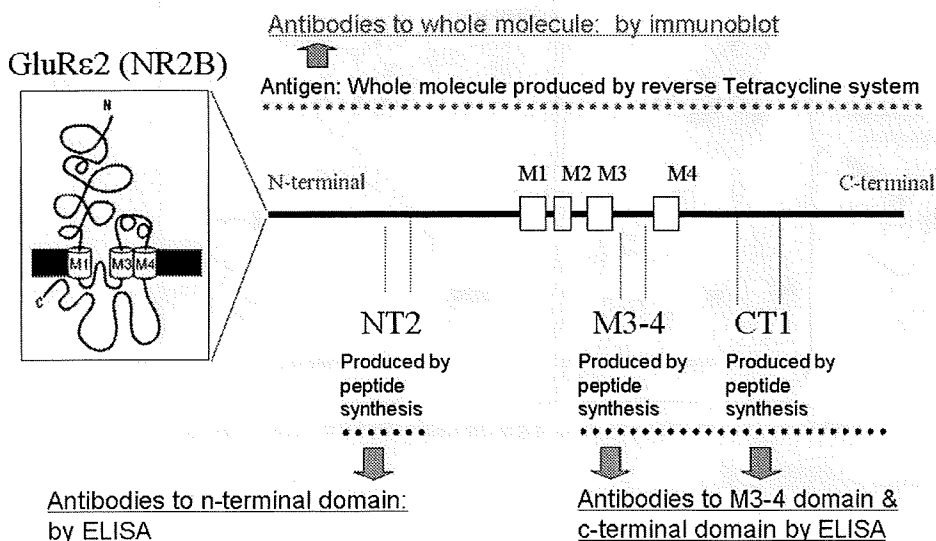 Antibodies to whole molecule: by immunoblot
GluRε2 (NR2B)
Antigen: Whole molecule produced by reverse Tetracycline system
N
M1
M3
M4
C
N-terminal
M1
M2
M3
M4
C-terminal
NT2
M3-4
CT1
Produced by
peptide
synthesis
Produced by
peptide
synthesis
Produced by
peptide
synthesis
Antibodies to n-terminal domain:
by ELISA
Antibodies to M3-4 domain &
c-terminal domain by ELISA